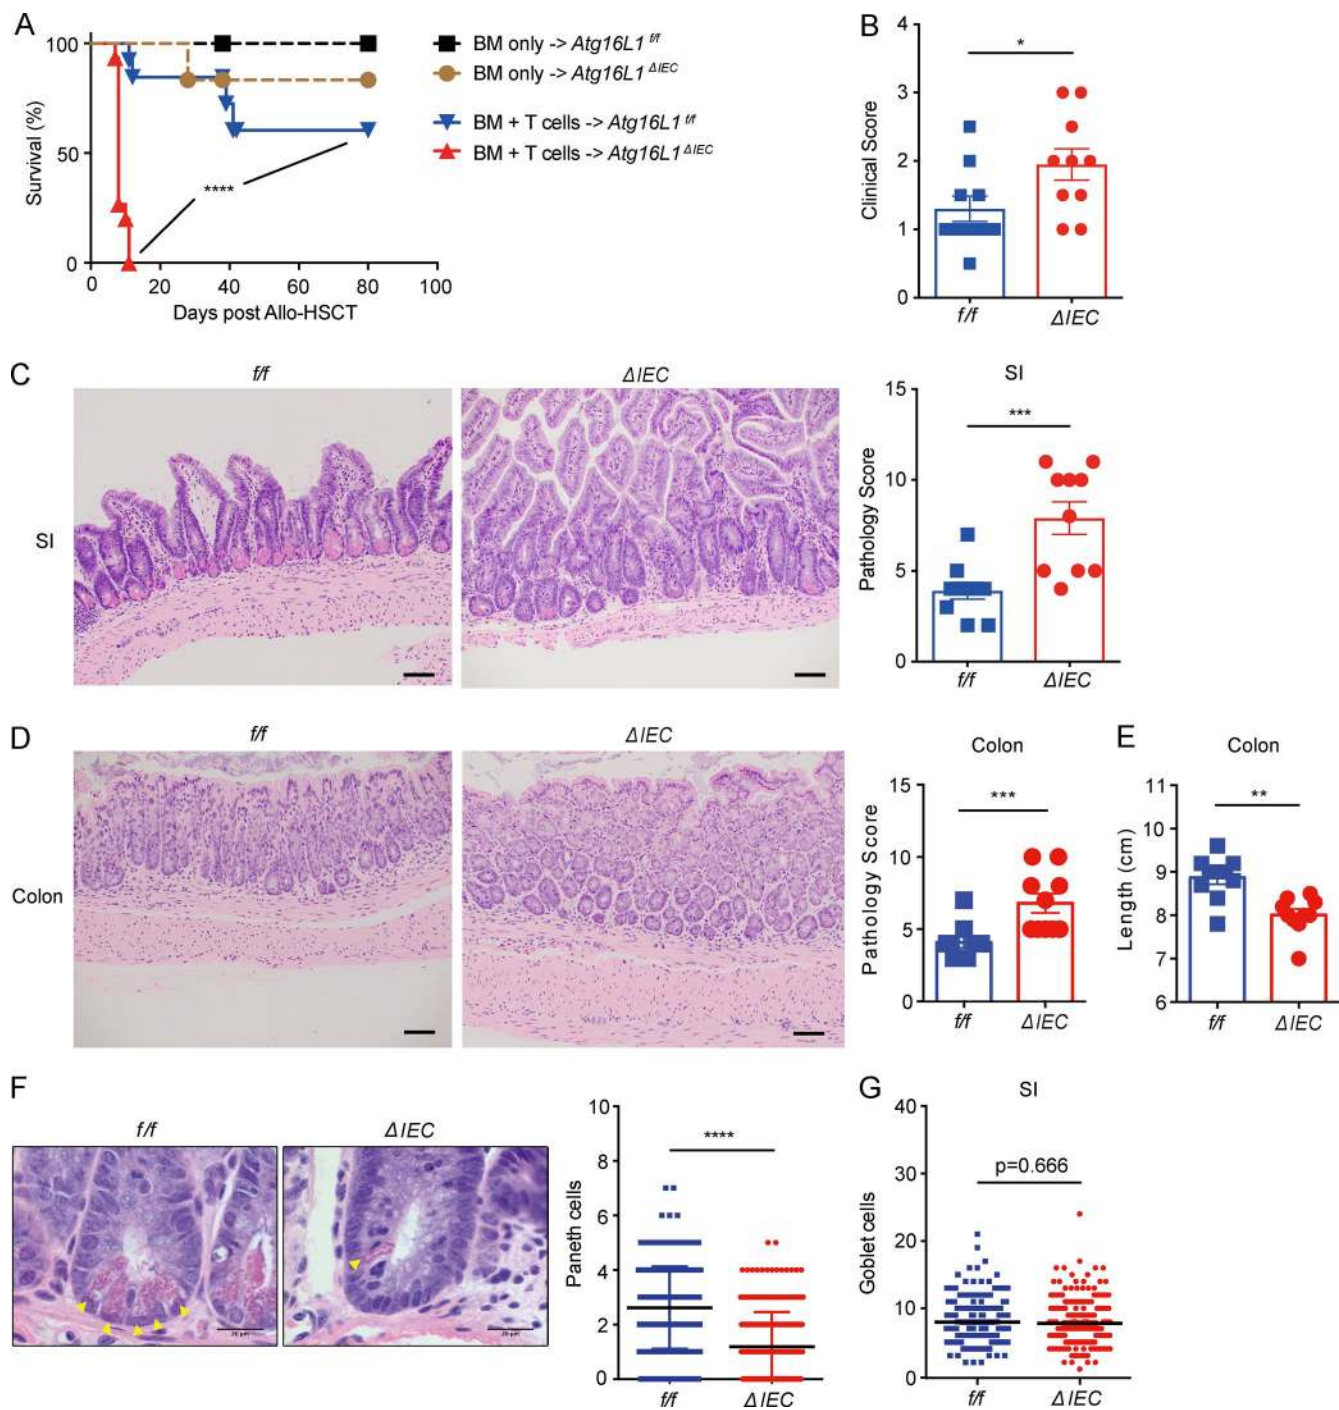 A
100
50
0
Survival (%)
0 20 40 60 80 100
Days post Allo-HSCT
****
BM only -> Atg16L1 f/f
BM only -> Atg16L1 ΔIEC
BM + T cells -> Atg16L1 f/f
BM + T cells -> Atg16L1 ΔIEC
B
4
3
2
1
0
Clinical Score
*
f/f ΔIEC
C
f/f ΔIEC
SI
SI
15
10
5
0
Pathology Score
***
f/f ΔIEC
D
f/f ΔIEC
Colon
Colon
15
10
5
0
Pathology Score
***
f/f ΔIEC
E
Colon
11
10
9
8
7
6
Length (cm)
**
f/f ΔIEC
F
f/f ΔIEC
20 µm
20 µm
10
8
6
4
2
0
Paneth cells
****
f/f ΔIEC
G
SI
40
30
20
10
0
Goblet cells
p=0.666
f/f ΔIEC